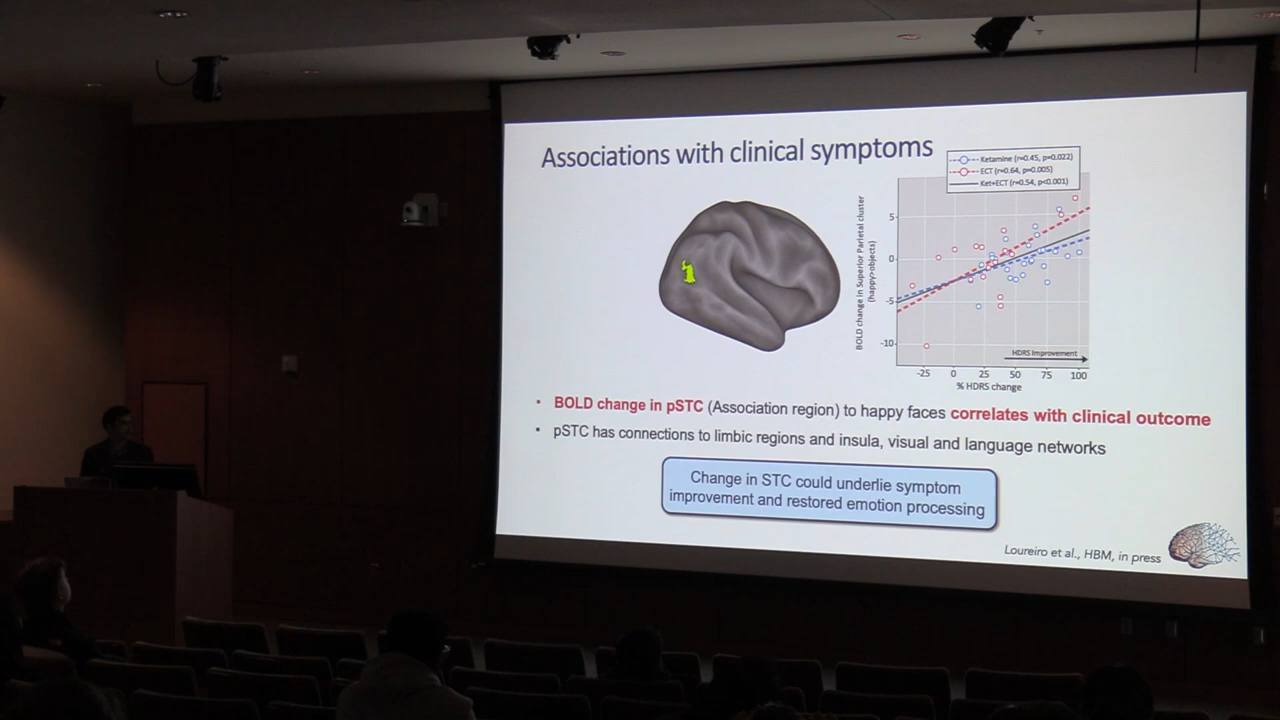 Associations with clinical symptoms
Ketamine (r=0.45, p=0.022)
ECT (r=0.64, p=0.005)
Ket+ECT (r=0.54, p<0.001)
BOLD change in Superior Parietal cluster
(happy>objects)
5
0
-5
-10
HDRS Improvement
-25 0 25 50 75 100
% HDRS change
• BOLD change in pSTC (Association region) to happy faces correlates with clinical outcome
• pSTC has connections to limbic regions and insula, visual and language networks
Change in STC could underlie symptom
improvement and restored emotion processing
Loureiro et al., HBM, in press